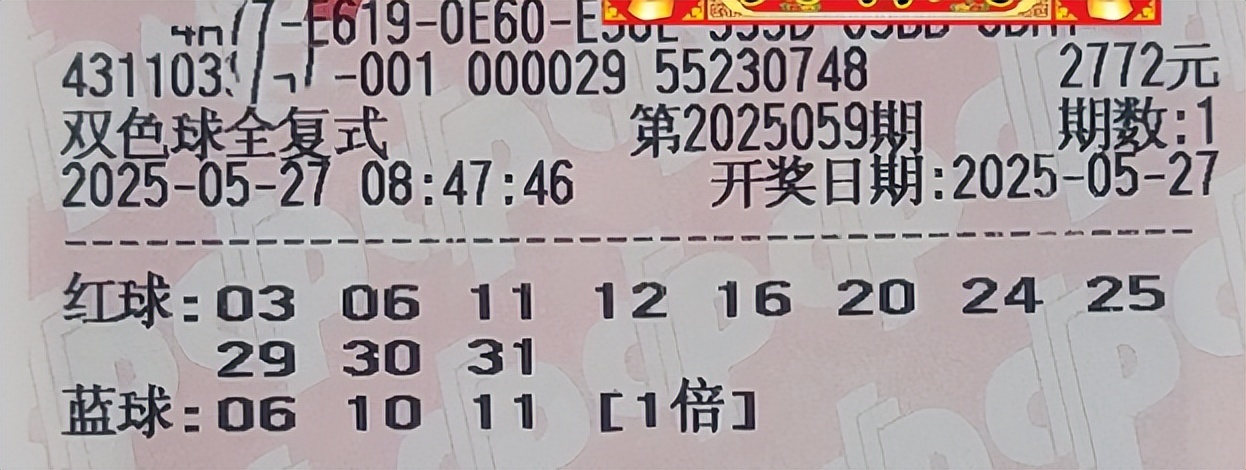 -E619-0E60-
-001 000029 55230748 2772元
双色球全复式 第2025059期 期数:1
2025-05-27 08:47:46 开奖日期:2025-05-27
红球:03 06 11 12 16 20 24 25
29 30 31
蓝球:06 10 11 [1倍]